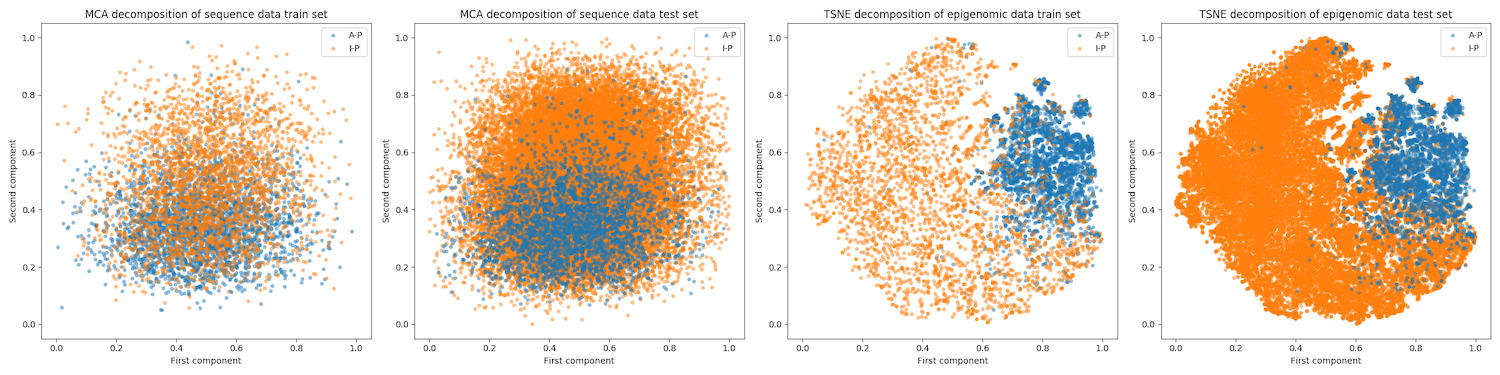 MCA decomposition of sequence data train set
A-P
I-P
1.0
0.8
0.6
0.4
0.2
0.0
Second component
0.0 0.2 0.4 0.6 0.8 1.0
First component
MCA decomposition of sequence data test set
A-P
I-P
1.0
0.8
0.6
0.4
0.2
0.0
Second component
0.0 0.2 0.4 0.6 0.8 1.0
First component
TSNE decomposition of epigenomic data train set
A-P
I-P
1.0
0.8
0.6
0.4
0.2
0.0
Second component
0.0 0.2 0.4 0.6 0.8 1.0
First component
TSNE decomposition of epigenomic data test set
A-P
I-P
1.0
0.8
0.6
0.4
0.2
0.0
Second component
0.0 0.2 0.4 0.6 0.8 1.0
First component